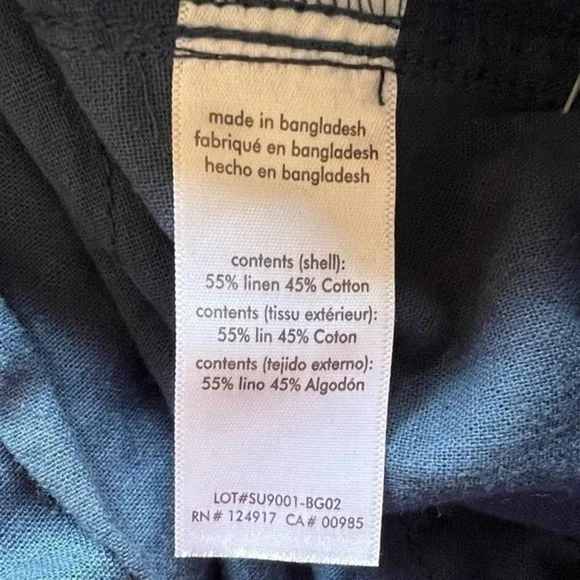 made in bangladesh
fabriqué en bangladesh
hecho en bangladesh
contents (shell):
55% linen 45% Cotton
contents (tissu extérieur):
55% lin 45% Coton
contents (tejido externo):
55% lino 45% Algodón
LOT#SU9001-BG02
RN# 124917 CA# 00985